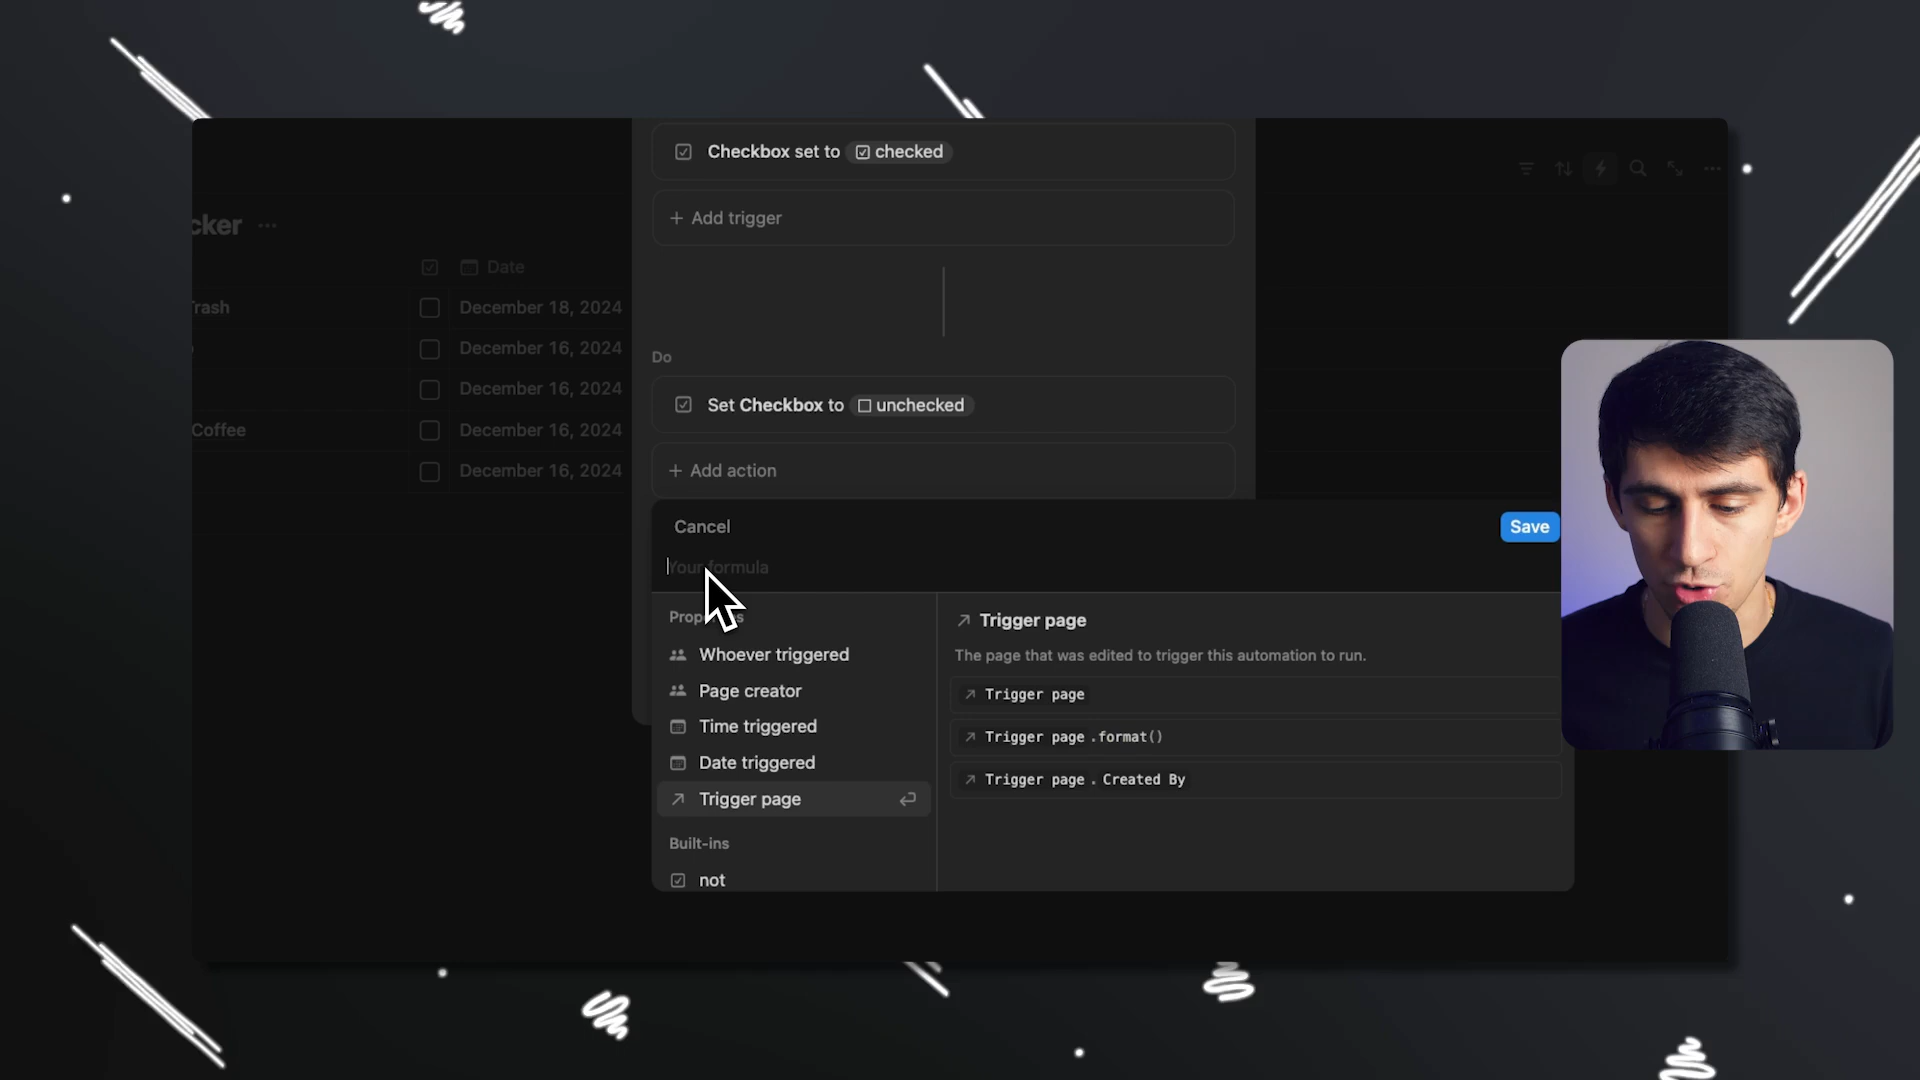 Checkbox set to checked
+ Add trigger
cker ...
Date
Trash
December 18, 2024
December 16, 2024
December 16, 2024
Coffee
December 16, 2024
December 16, 2024
Do
Set Checkbox to unchecked
+ Add action
Cancel
Save
Your formula
Whoever triggered
Page creator
Time triggered
Date triggered
Trigger page
Built-ins
not
Trigger page
The page that was edited to trigger this automation to run.
Trigger page
Trigger page .format()
Trigger page . Created By